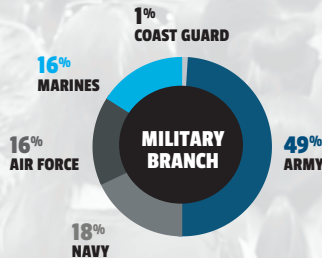 1%
COAST GUARD
16%
MARINES
16%
AIR FORCE
MILITARY
BRANCH
49%
ARMY
18%
NAVY